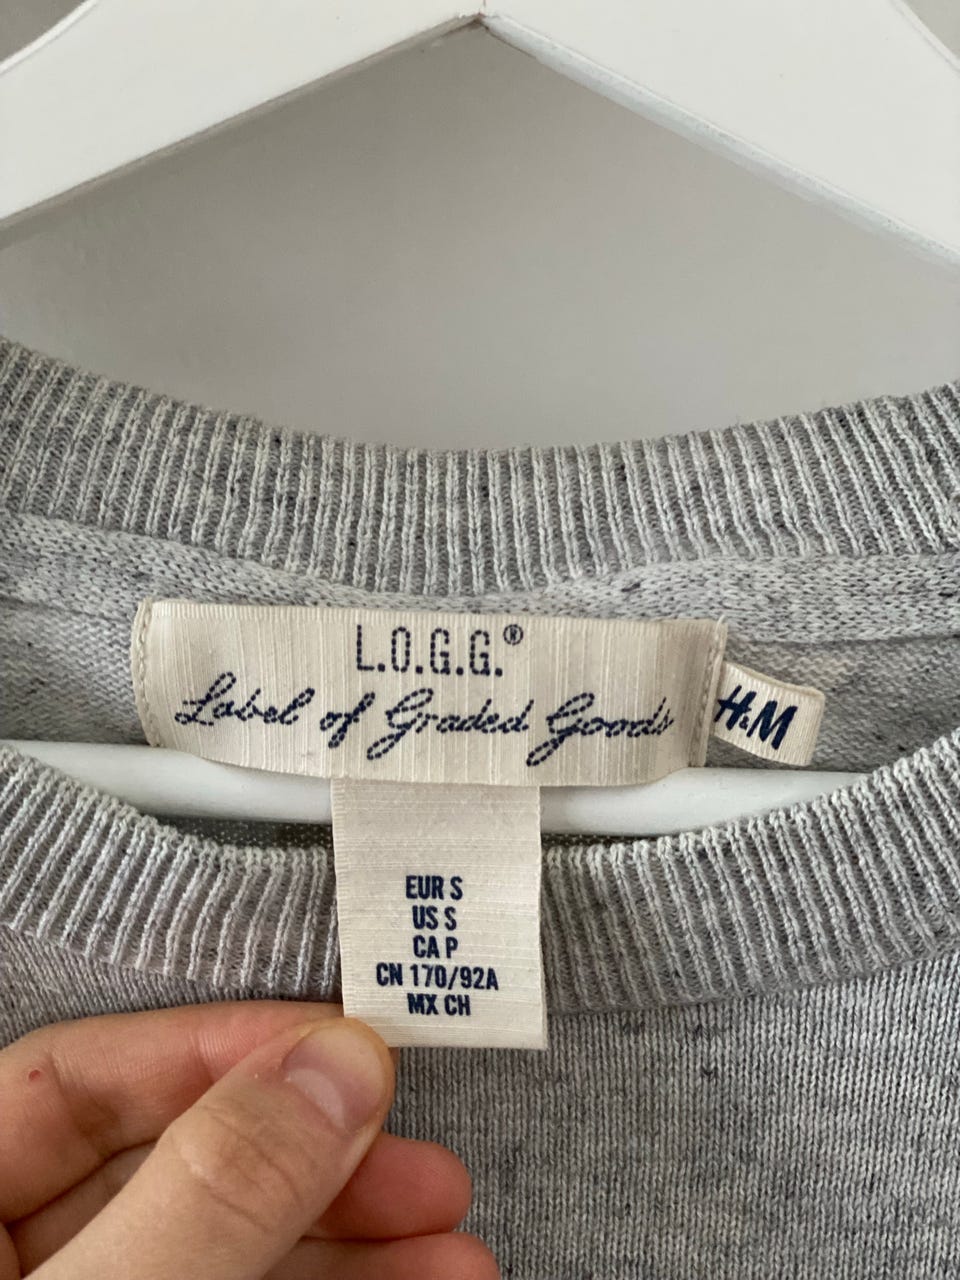 L.O.G.G.®
Label of Graded Goods
H&M
EUR S
US S
CA P
CN 170/92A
MX CH